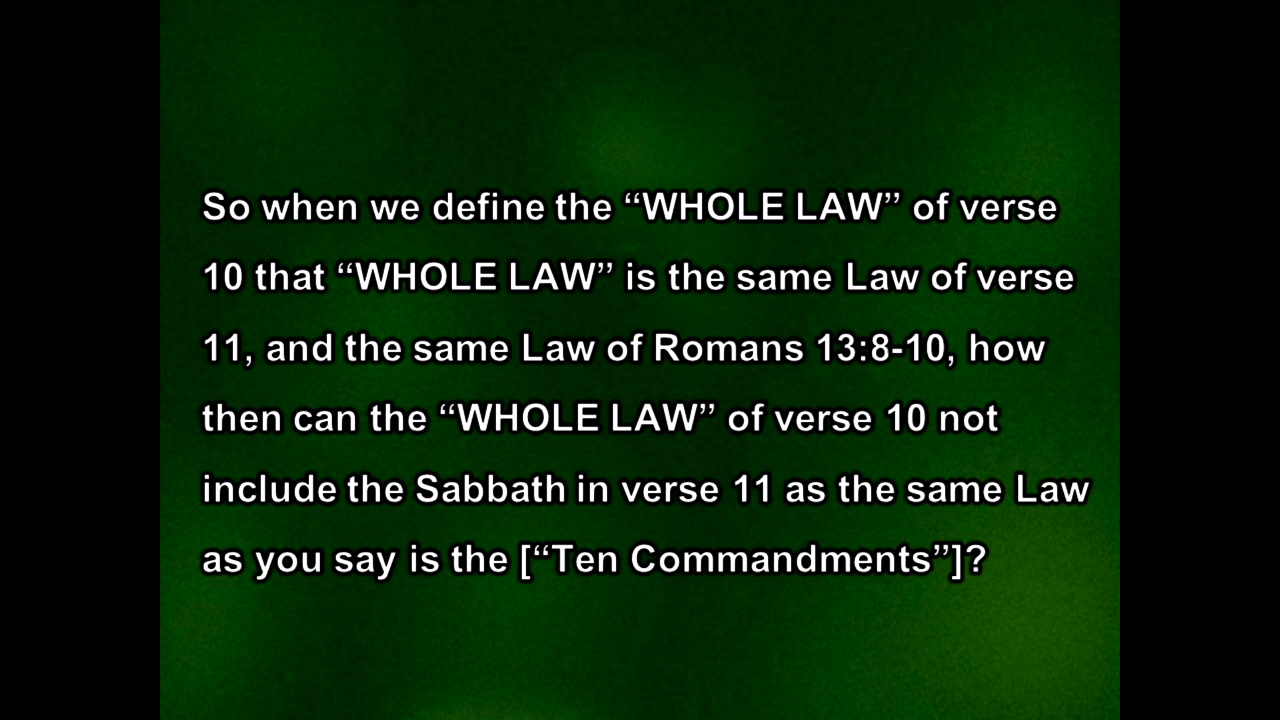 So when we define the “WHOLE LAW” of verse
10 that “WHOLE LAW” is the same Law of verse
11, and the same Law of Romans 13:8-10, how
then can the “WHOLE LAW” of verse 10 not
include the Sabbath in verse 11 as the same Law
as you say is the [“Ten Commandments”]?